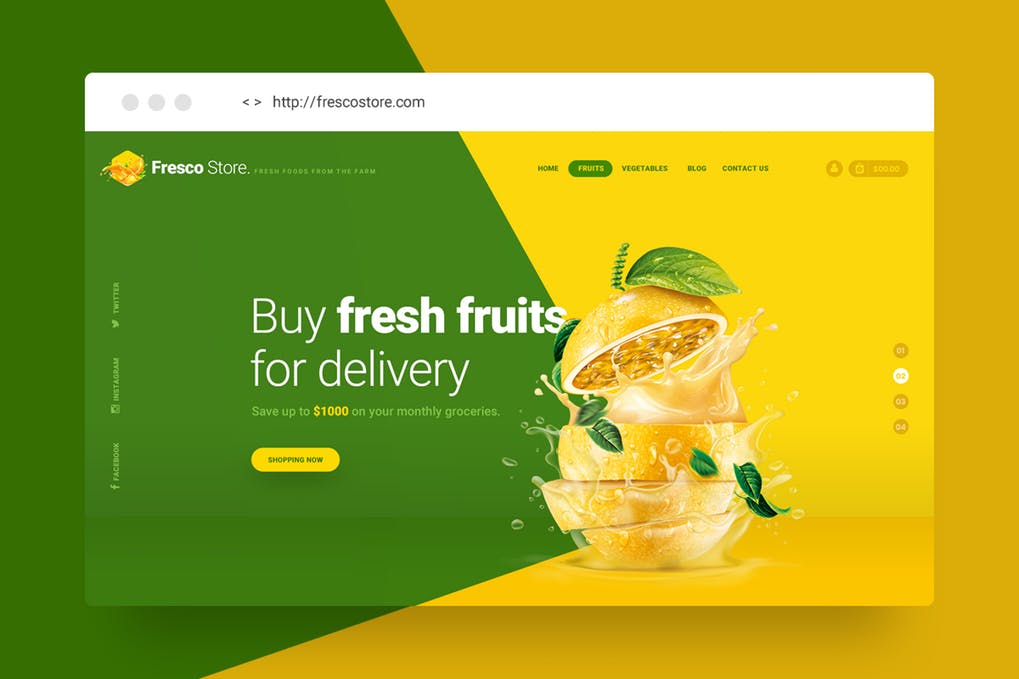 < > http://frescostore.com
Fresco Store. FRESH FOODS FROM THE FARM
HOME FRUITS VEGETABLES BLOG CONTACT US
$00.00
TWITTER
INSTAGRAM
FACEBOOK
Buy fresh fruits
for delivery
Save up to $1000 on your monthly groceries.
SHOPPING NOW
01
02
03
04